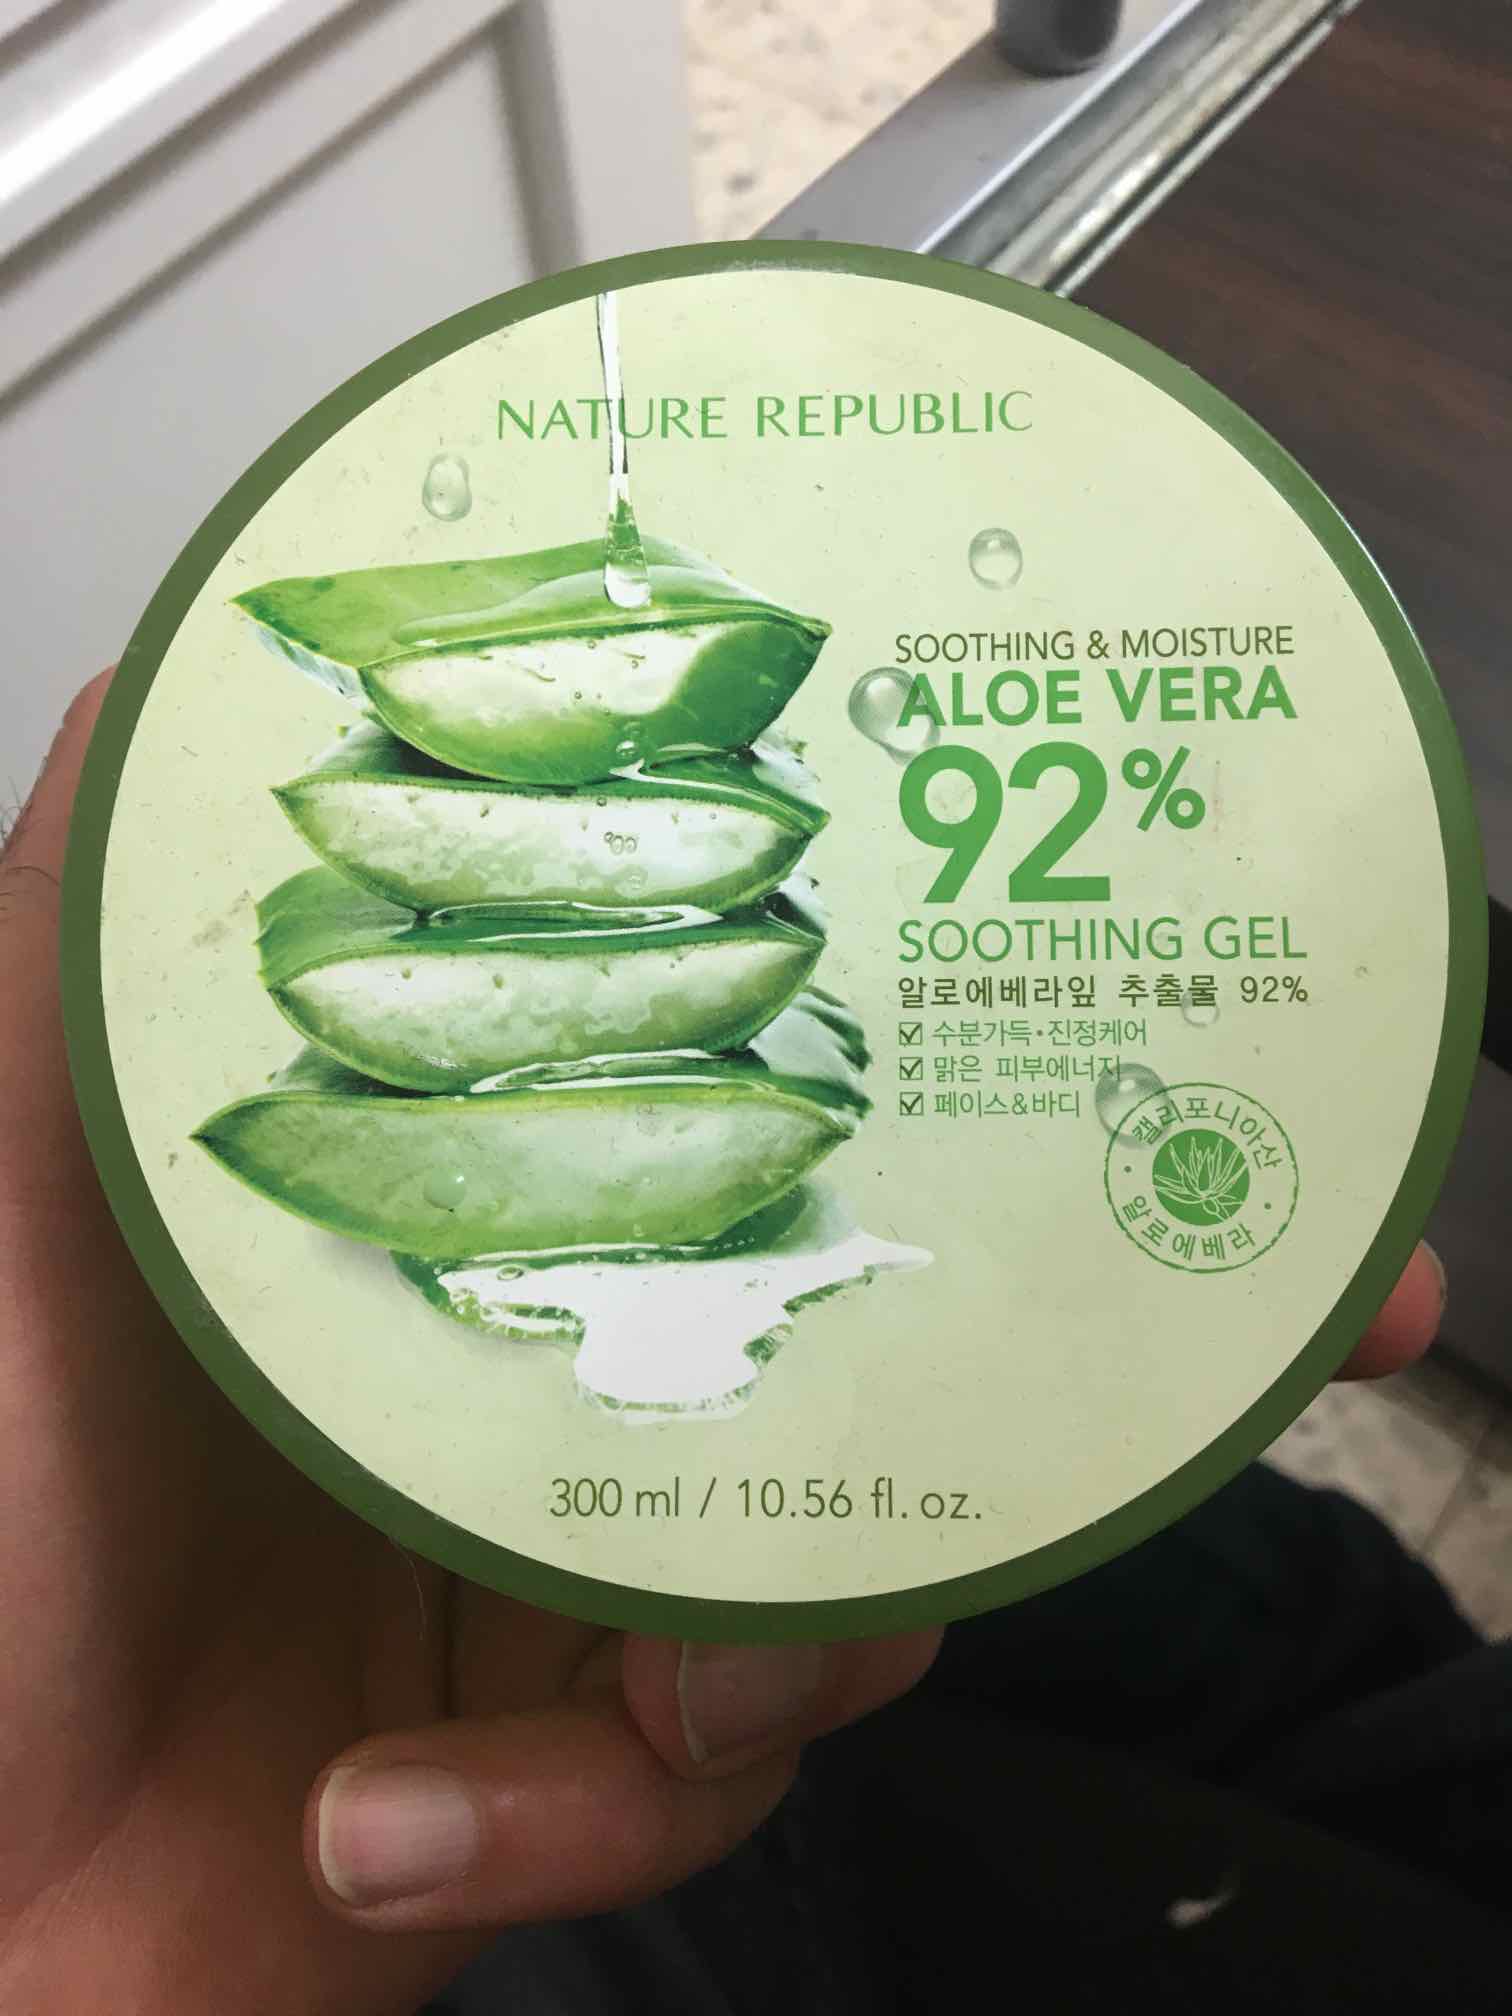 NATURE REPUBLIC
SOOTHING & MOISTURE
ALOE VERA
92%
SOOTHING GEL
알로에베라잎 추출물 92%
☑ 수분가득·진정케어
☑ 맑은 피부에너지
☑ 페이스&바디
캘리포니아산
알로에베라
300 ml / 10.56 fl. oz.